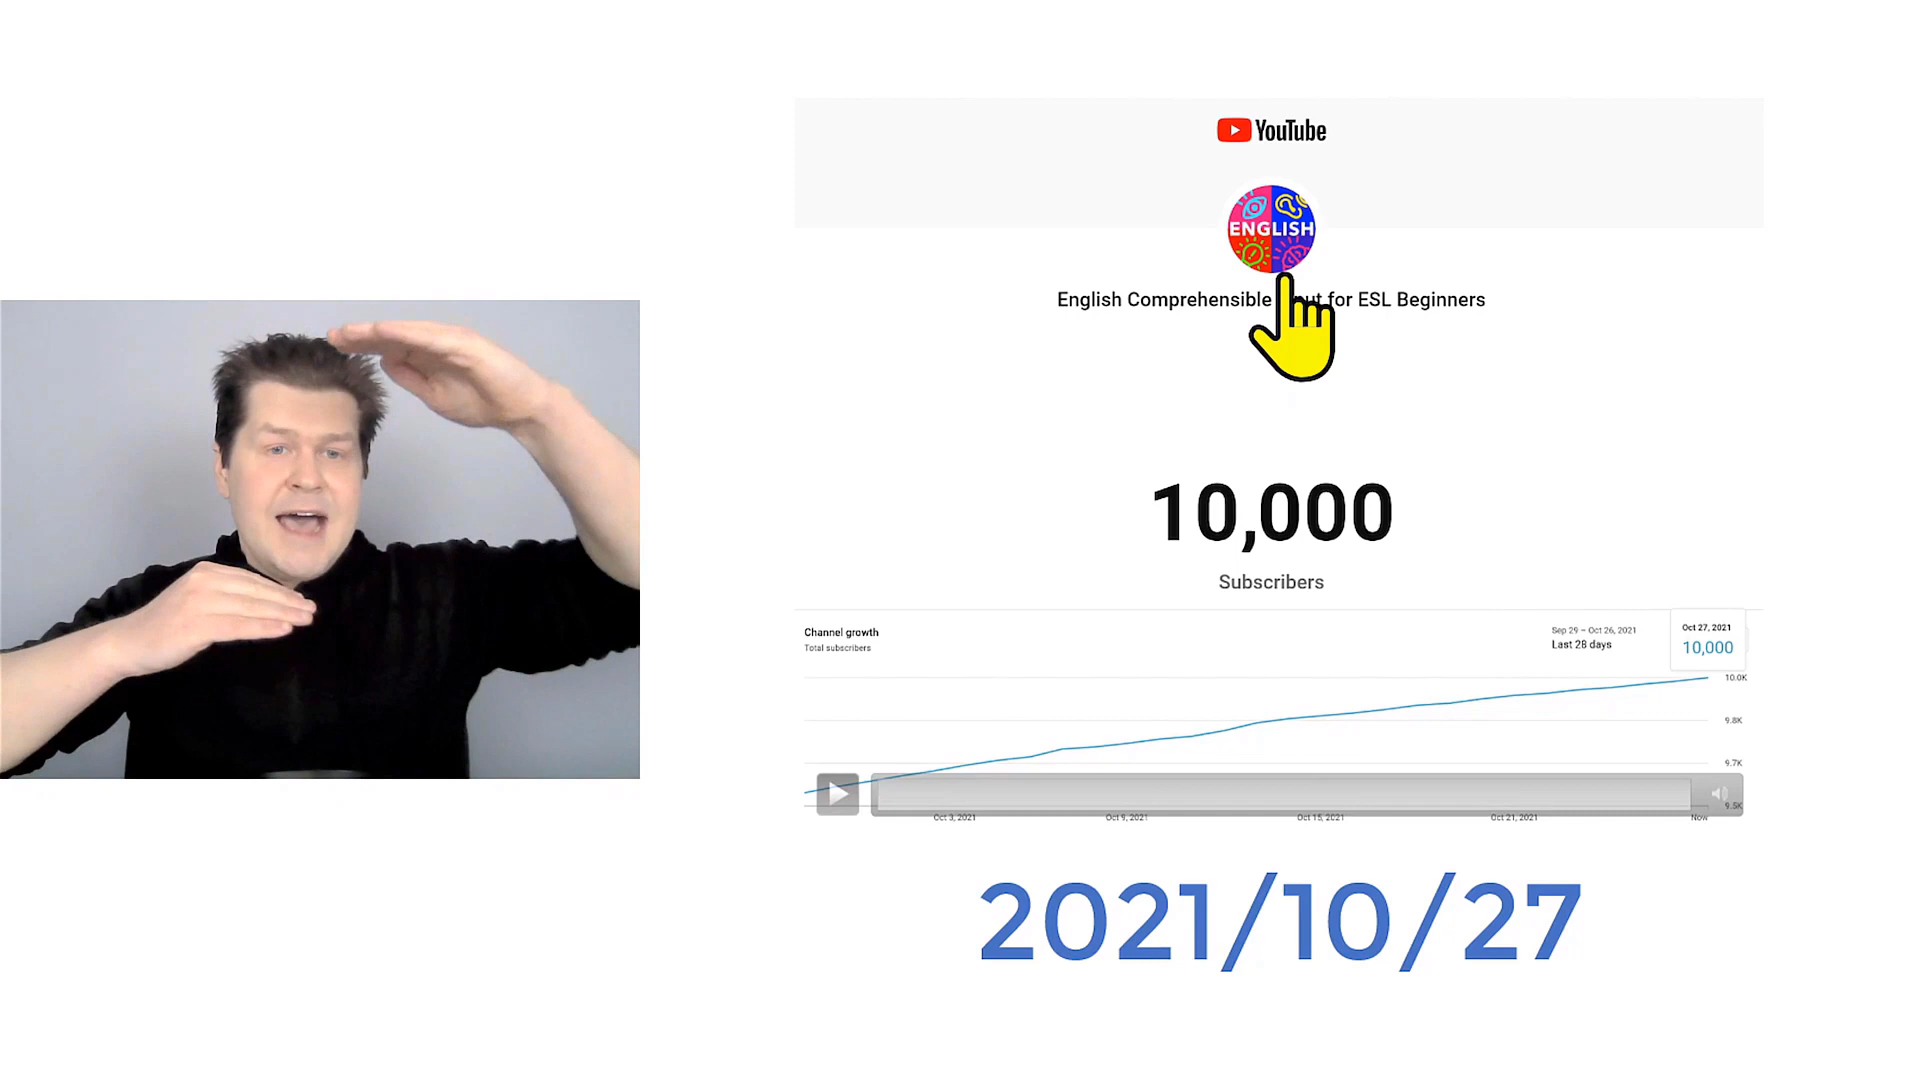 YouTube
ENGLISH
English Comprehensible for ESL Beginners
10,000
Subscribers
Channel growth
Total subscribers
Sep 29 – Oct 26, 2021
Last 28 days
Oct 27, 2021
10,000
10.0K
9.8K
9.7K
9.5K
Oct 3, 2021
Oct 9, 2021
Oct 15, 2021
Oct 21, 2021
Now
2021/10/27